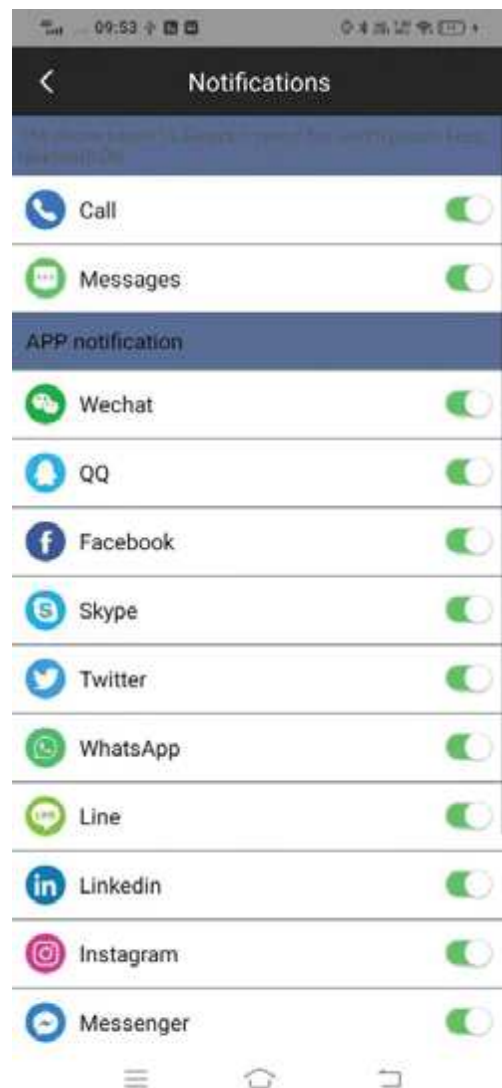 09:53
Notifications
Call
Messages
APP notification
Wechat
QQ
Facebook
Skype
Twitter
WhatsApp
Line
Linkedin
Instagram
Messenger